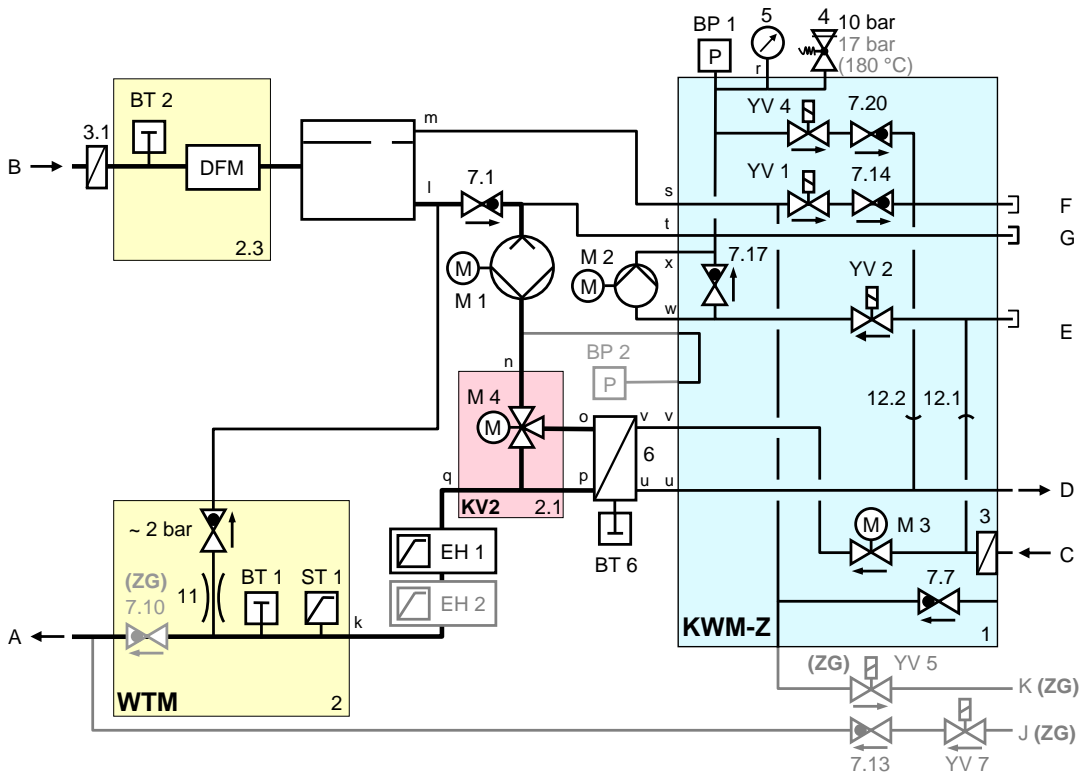 BP 1
5
4
10 bar
17 bar
(180 °C)
P
r
BT 2
m
YV 4
7.20
3.1
B
DFM
l
7.1
s
YV 1
7.14
F
t
G
2.3
M
M 1
M 2
M
x
7.17
YV 2
w
E
BP 2
P
n
M 4
M
o
v
v
12.2
12.1
6
q
p
u
u
D
KV2
2.1
~ 2 bar
EH 1
BT 6
M
M 3
3
C
(ZG)
7.10
11
BT 1
ST 1
EH 2
7.7
A
k
KWM-Z
1
WTM
2
(ZG)
YV 5
K (ZG)
J (ZG)
7.13
YV 7